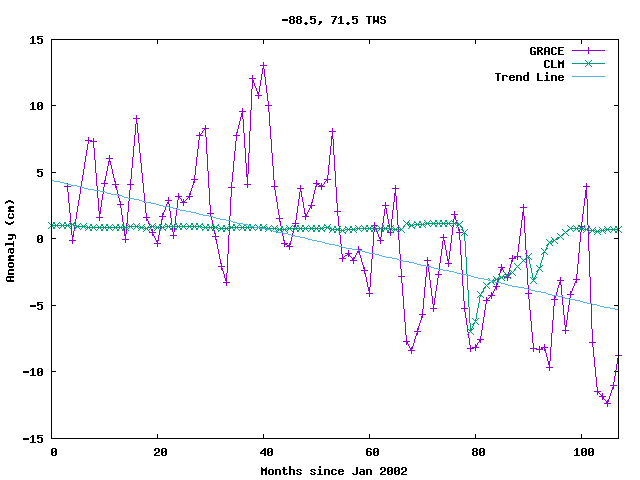 -88.5, 71.5 TWS
15
10
5
0
-5
-10
-15
Anomaly (cm)
GRACE
CLM
Trend Line
0 20 40 60 80 100
Months since Jan 2002